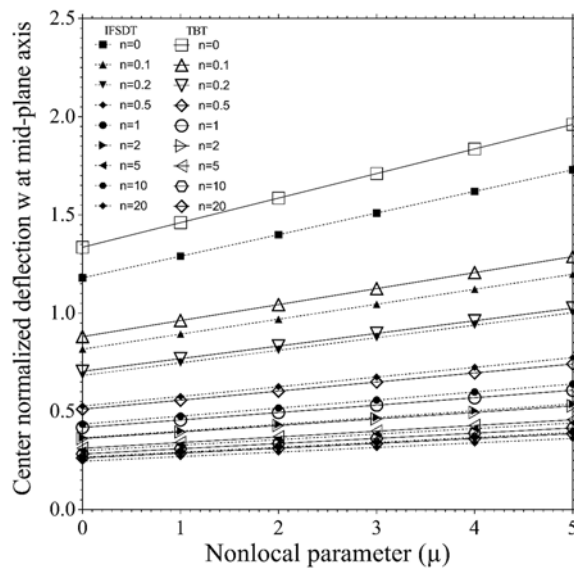 2.5
2.0
1.5
1.0
0.5
0.0
Center normalized deflection w at mid-plane axis
IFSDT TBT
n=0 n=0
n=0.1 n=0.1
n=0.2 n=0.2
n=0.5 n=0.5
n=1 n=1
n=2 n=2
n=5 n=5
n=10 n=10
n=20 n=20
0 1 2 3 4 5
Nonlocal parameter (μ)